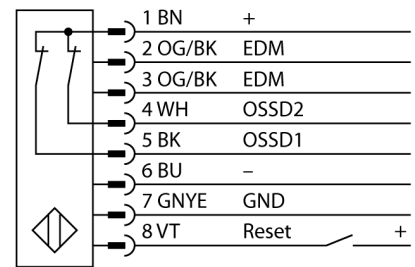 1 BN +
2 OG/BK EDM
3 OG/BK EDM
4 WH OSSD2
5 BK OSSD1
6 BU –
7 GNYE GND
8 VT Reset +